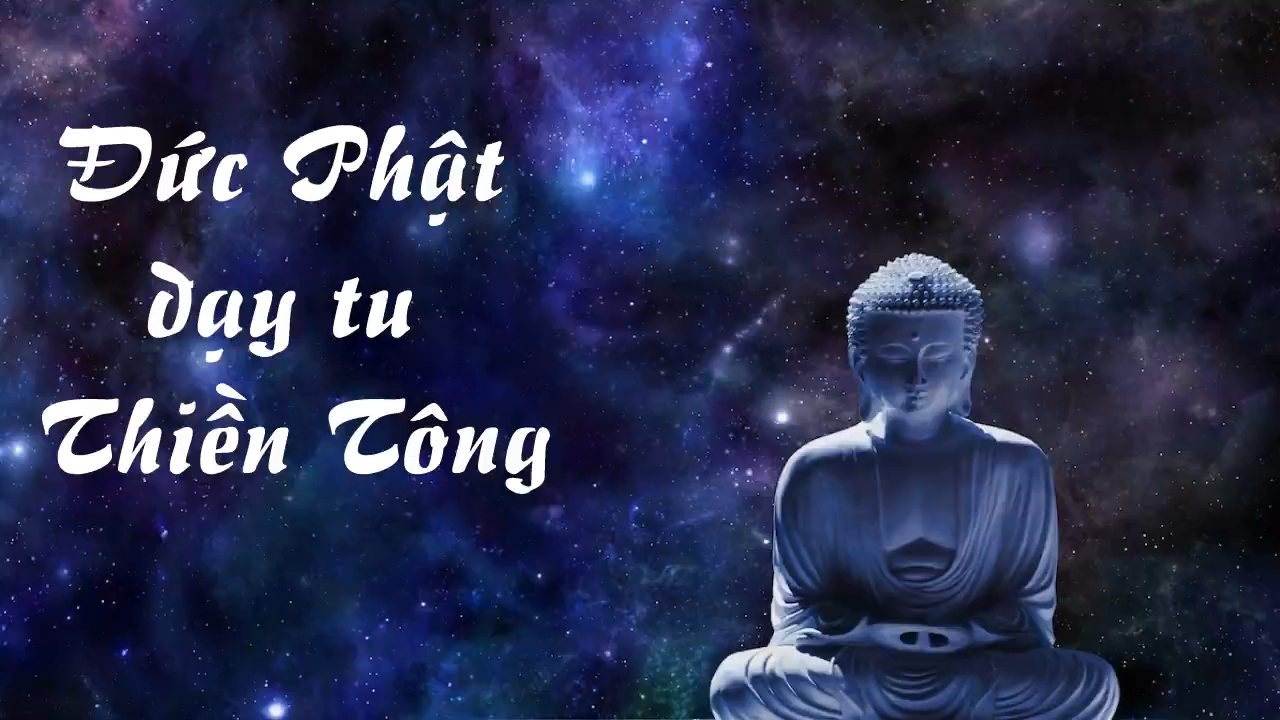 Đức Phật
dạy tu
Thiền Tông